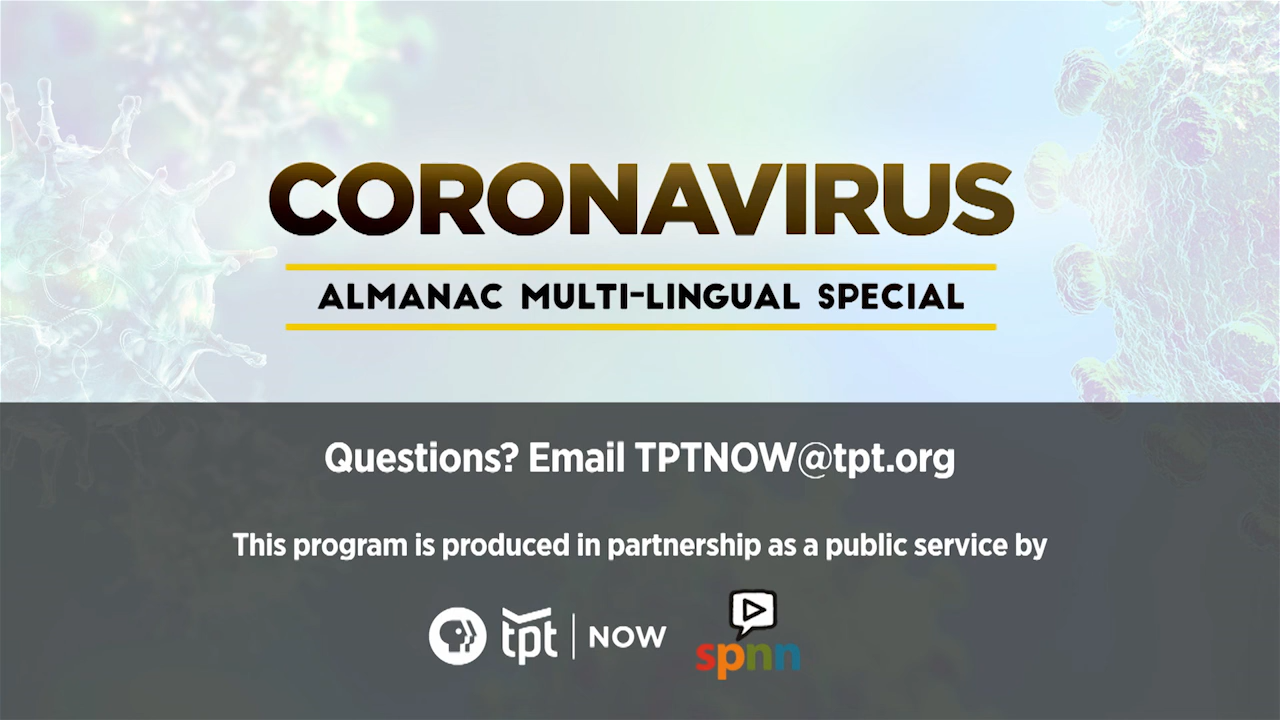 CORONAVIRUS
ALMANAC MULTI-LINGUAL SPECIAL
Questions? Email TPTNOW@tpt.org
This program is produced in partnership as a public service by
tpt | NOW spnn